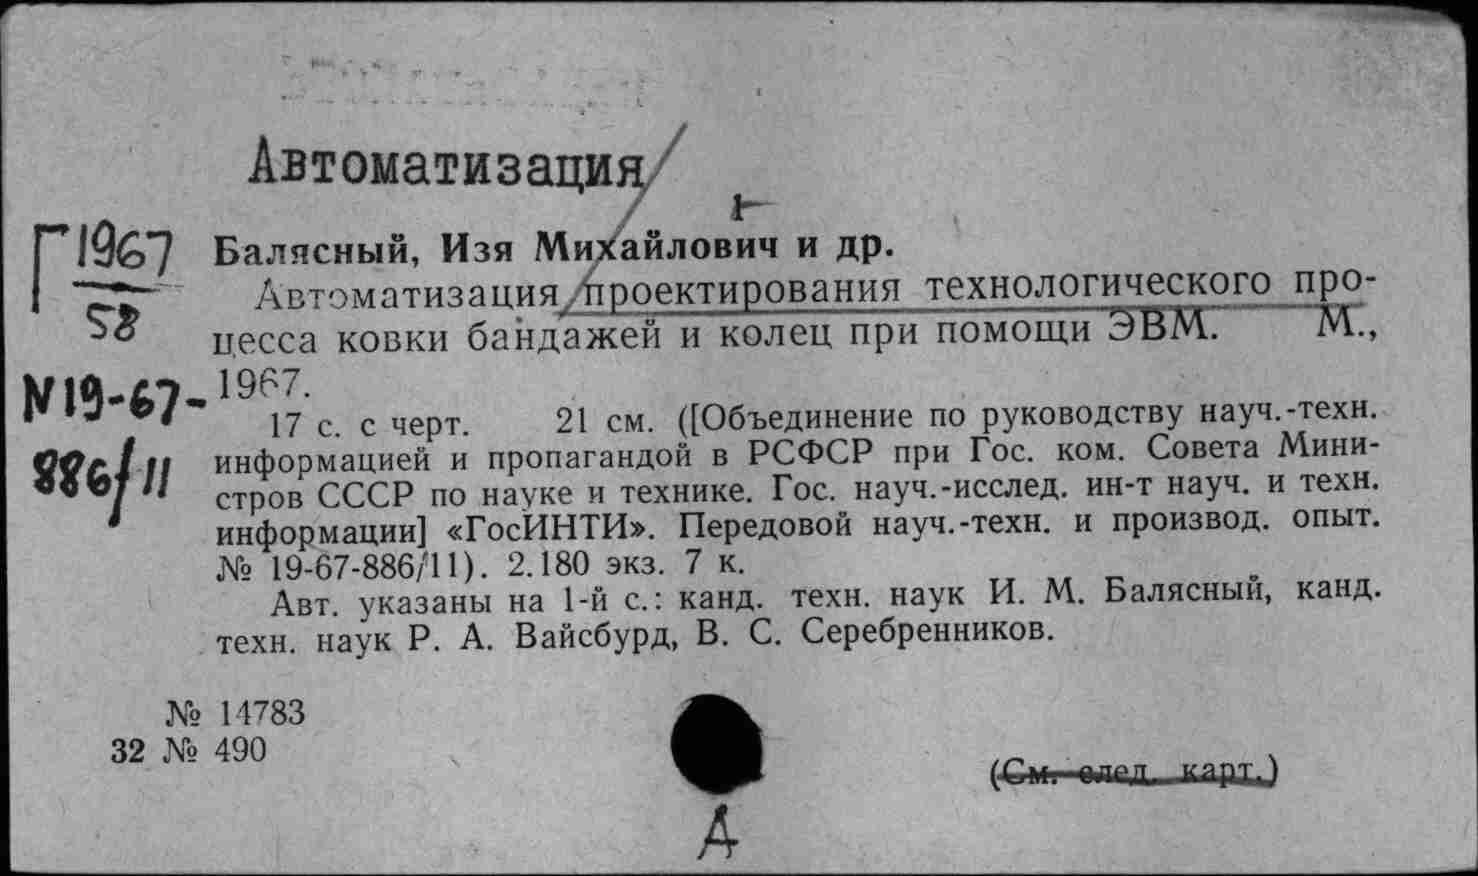 Автоматизация/
Г 1967
58
N19-67-
886/11
Балясный, Изя Михайлович и др.
Автоматизация/проектирования технологического про-
цесса ковки бандажей и колец при помощи ЭВМ. М.,
1967.
17 с. с черт. 21 см. ([Объединение по руководству науч.-техн.
информацией и пропагандой в РСФСР при Гос. ком. Совета Мини-
стров СССР по науке и технике. Гос. науч.-исслед. ин-т науч. и техн.
информации] «ГосИНТИ». Передовой науч.-техн. и производ. опыт.
№ 19-67-886/11). 2.180 экз. 7 к.
Авт. указаны на 1-й с.: канд. техн. наук И. М. Балясный, канд.
техн. наук Р. А. Вайсбурд, В. С. Серебренников.
№ 14783
32 № 490
(См. след. карт.)
Д